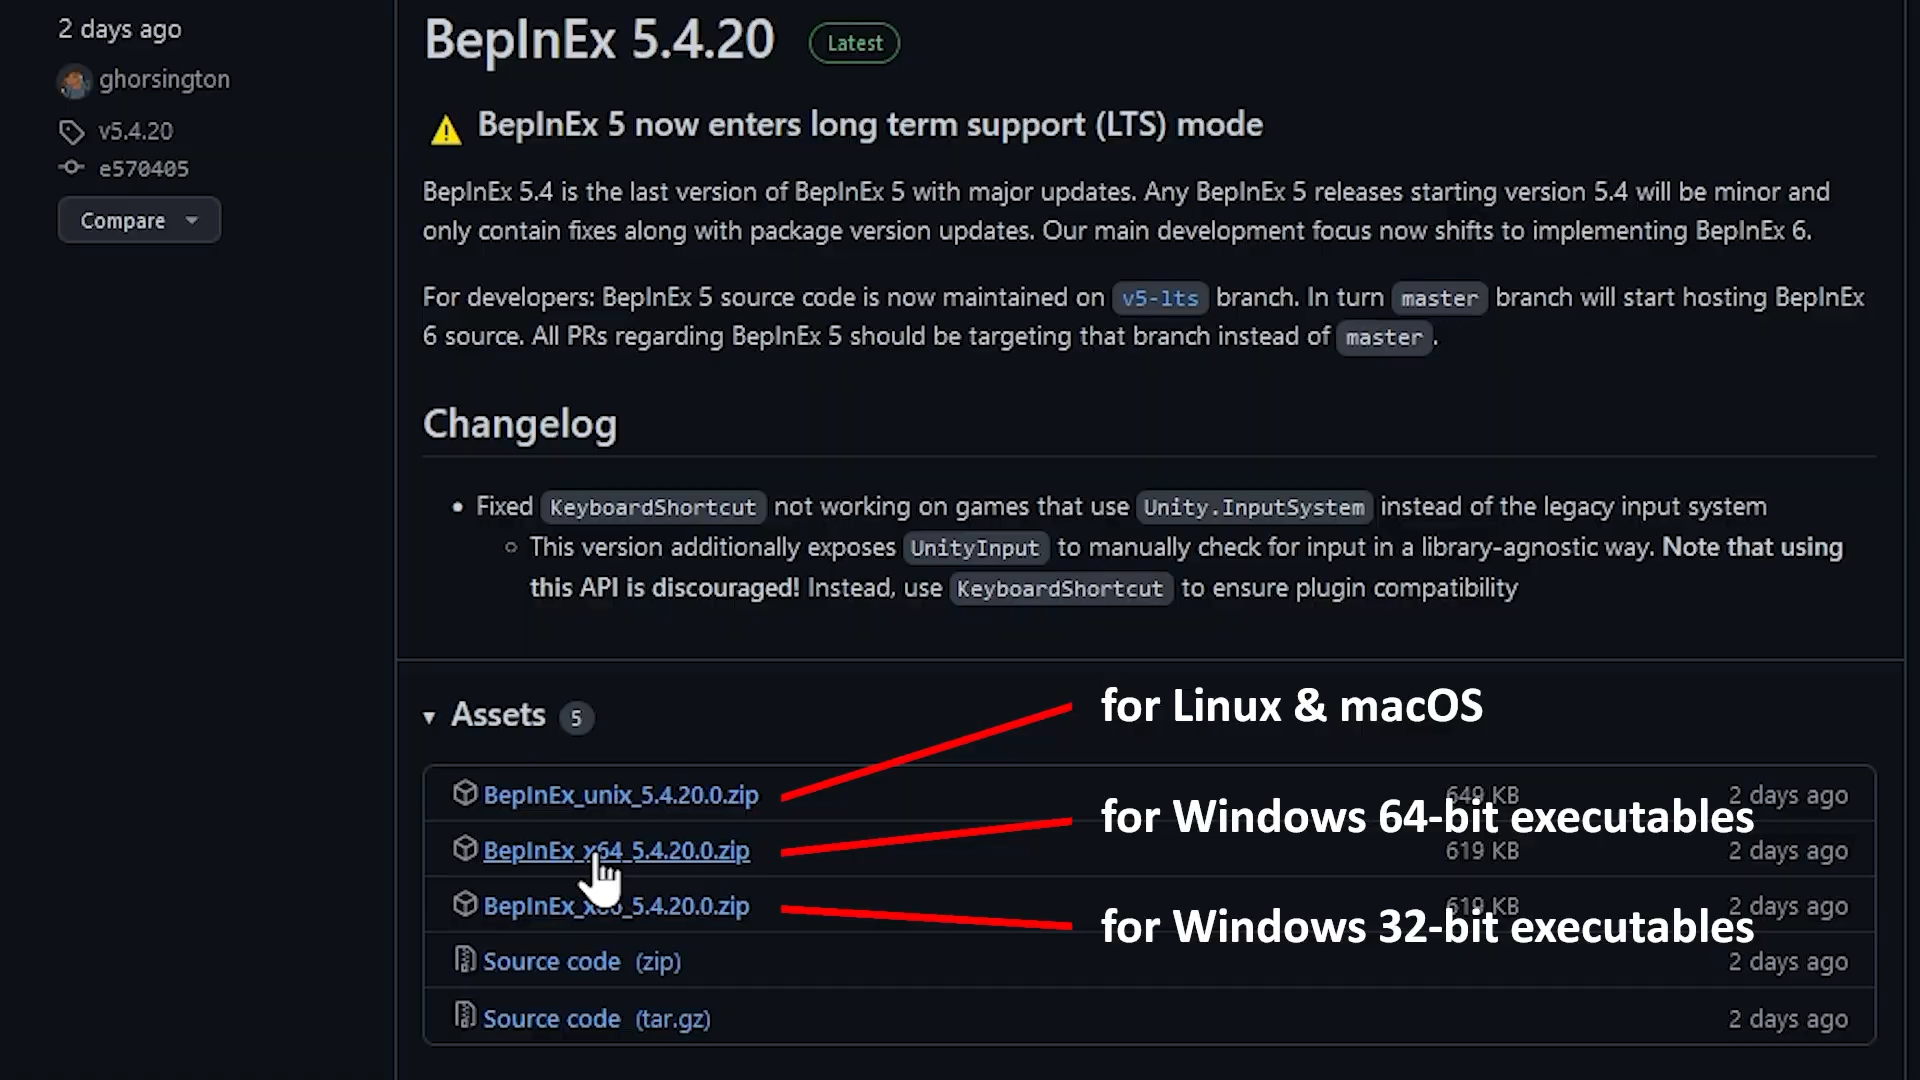 2 days ago
ghorsington
v5.4.20
e570405
Compare
BepInEx 5.4.20 Latest
BepInEx 5 now enters long term support (LTS) mode
BepInEx 5.4 is the last version of BepInEx 5 with major updates. Any BepInEx 5 releases starting version 5.4 will be minor and
only contain fixes along with package version updates. Our main development focus now shifts to implementing BepInEx 6.
For developers: BepInEx 5 source code is now maintained on v5-lts branch. In turn master branch will start hosting BepInEx
6 source. All PRs regarding BepInEx 5 should be targeting that branch instead of master.
Changelog
Fixed KeyboardShortcut not working on games that use Unity.InputSystem instead of the legacy input system
This version additionally exposes UnityInput to manually check for input in a library-agnostic way. Note that using
this API is discouraged! Instead, use KeyboardShortcut to ensure plugin compatibility
Assets 5
for Linux & macOS
BepInEx_unix_5.4.20.0.zip 649 KB 2 days ago
for Windows 64-bit executables
BepInEx_x64_5.4.20.0.zip 619 KB 2 days ago
BepInEx_x86_5.4.20.0.zip 619 KB 2 days ago
for Windows 32-bit executables
Source code (zip) 2 days ago
Source code (tar.gz) 2 days ago